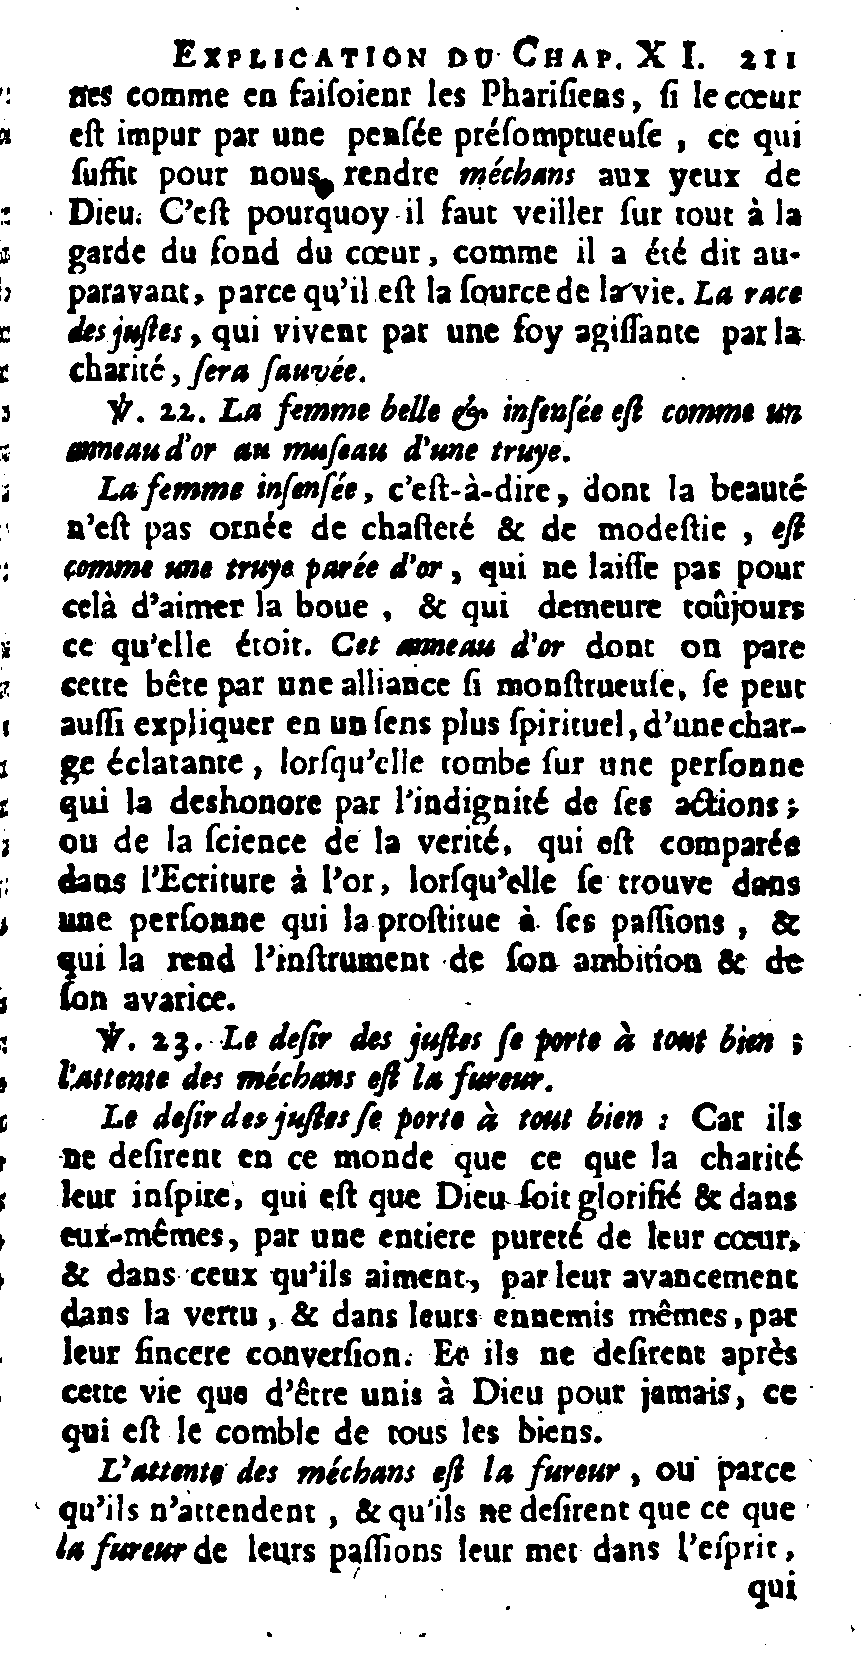 EXPLICATION DU CHAP. XI. 211
nes comme en faiſoient les Phariſiens, ſi le cœur
eſt impur par une penſée préſomptueuſe, ce qui
ſuffit pour nous rendre méchans aux yeux de
Dieu. C'eſt pourquoy il faut veiller ſur tout à la
garde du fond du cœur, comme il a été dit au-
paravant, parce qu'il eſt la ſource de la vie. La race
des juſtes, qui vivent par une foy agiſſante par la
charité, ſera ſauvée.
℣. 22. La femme belle & inſenſée eſt comme un
anneau d'or au muſeau d'une truye.
La femme inſenſée, c'eſt-à-dire, dont la beauté
n'eſt pas ornée de chaſteté & de modeſtie, eſt
comme une truye parée d'or, qui ne laiſſe pas pour
celà d'aimer la boue, & qui demeure toûjours
ce qu'elle étoit. Cet anneau d'or dont on pare
cette bête par une alliance ſi monſtrueuſe, ſe peut
auſſi expliquer en un ſens plus ſpirituel, d'une char-
ge éclatante, lorſqu'elle tombe ſur une perſonne
qui la deshonore par l'indignité de ſes actions;
ou de la ſcience de la verité, qui eſt comparée
dans l'Ecriture à l'or, lorſqu'elle ſe trouve dans
une perſonne qui la proſtitue à ſes paſſions, &
qui la rend l'inſtrument de ſon ambition & de
ſon avarice.
℣. 23. Le deſir des juſtes ſe porte à tout bien;
l'attente des méchans eſt la fureur.
Le deſir des juſtes ſe porte à tout bien: Car ils
ne deſirent en ce monde que ce que la charité
leur inſpire, qui eſt que Dieu ſoit glorifié & dans
eux-mêmes, par une entiere pureté de leur cœur,
& dans ceux qu'ils aiment, par leur avancement
dans la vertu, & dans leurs ennemis mêmes, par
leur ſincere converſion. Et ils ne deſirent après
cette vie que d'être unis à Dieu pour jamais, ce
qui eſt le comble de tous les biens.
L'attente des méchans eſt la fureur, ou parce
qu'ils n'attendent, & qu'ils ne deſirent que ce que
la fureur de leurs paſſions leur met dans l'eſprit,
qui